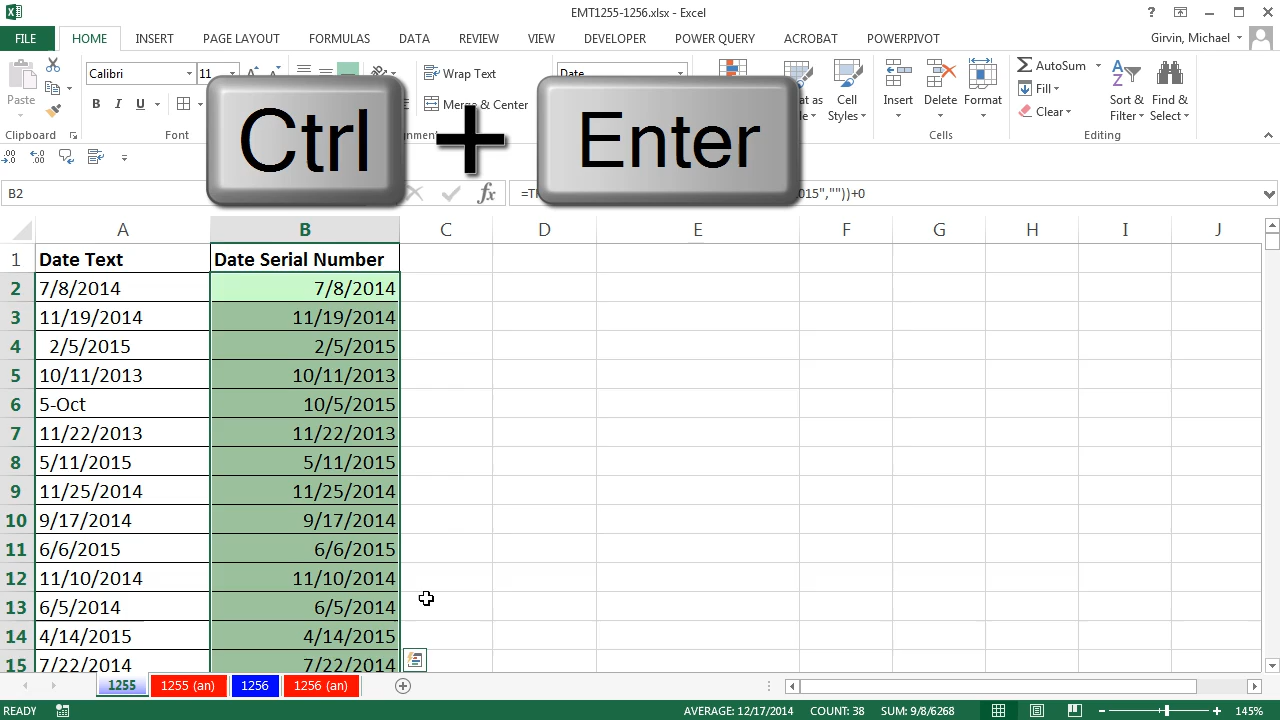 EMT1255-1256.xlsx - Excel
?
FILE HOME INSERT PAGE LAYOUT FORMULAS DATA REVIEW VIEW DEVELOPER POWER QUERY ACROBAT POWERPIVOT Girvin, Michael
Paste Calibri 11 Wrap Text Date AutoSum
B I U Merge & Center Fill
Clear
Cell Styles Insert Delete Format Sort & Filter Find & Select
Clipboard Font Cells Editing
Ctrl + Enter
B2 fx 015",""))+0
A B C D E F G H I J
1 Date Text Date Serial Number
2 7/8/2014 7/8/2014
3 11/19/2014 11/19/2014
4 2/5/2015 2/5/2015
5 10/11/2013 10/11/2013
6 5-Oct 10/5/2015
7 11/22/2013 11/22/2013
8 5/11/2015 5/11/2015
9 11/25/2014 11/25/2014
10 9/17/2014 9/17/2014
11 6/6/2015 6/6/2015
12 11/10/2014 11/10/2014
13 6/5/2014 6/5/2014
14 4/14/2015 4/14/2015
15 7/22/2014 7/22/2014
1255 1255 (an) 1256 1256 (an)
READY AVERAGE: 12/17/2014 COUNT: 38 SUM: 9/8/6268 145%